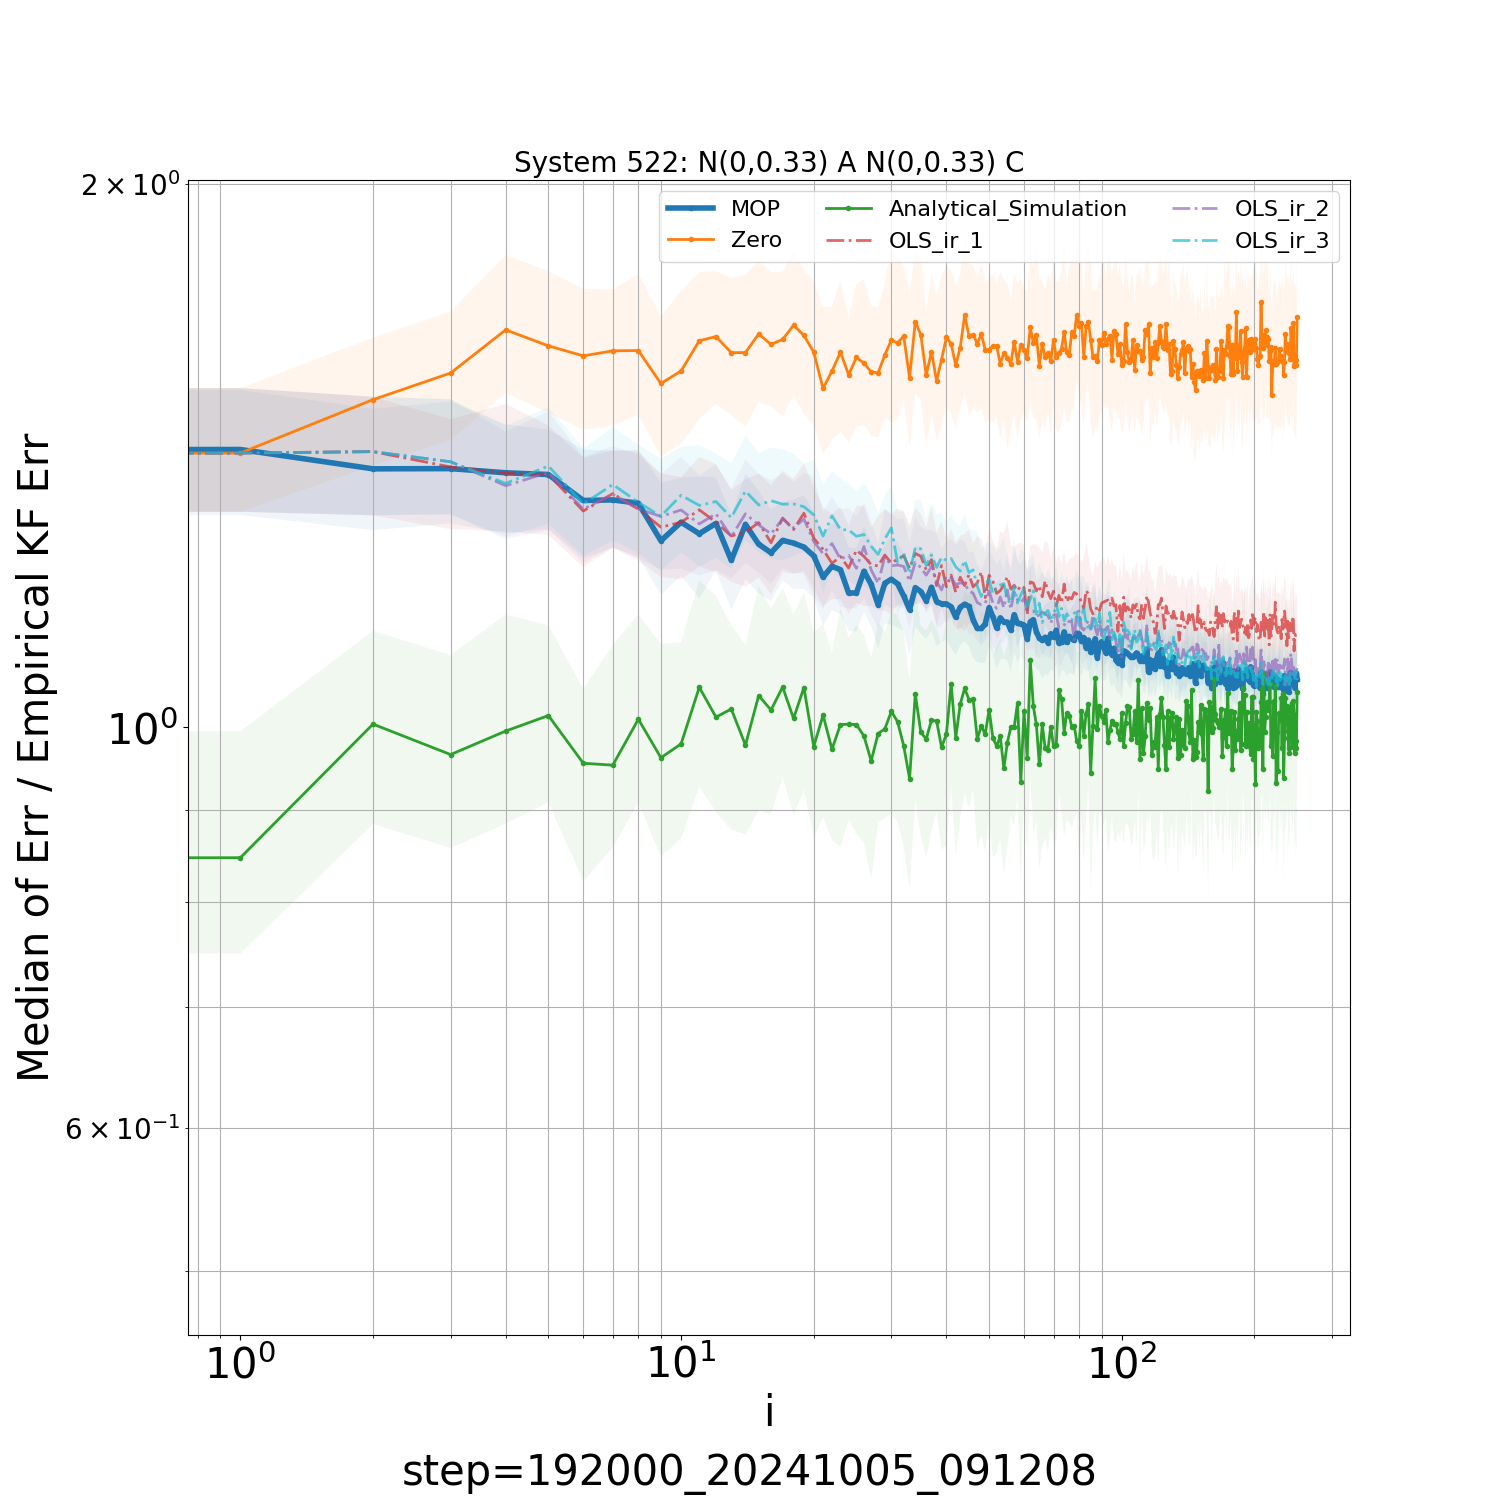 System 522: N(0,0.33) A N(0,0.33) C
MOP
Zero
Analytical_Simulation
OLS_ir_1
OLS_ir_2
OLS_ir_3
Median of Err / Empirical KF Err
2 × 10⁰
10⁰
6 × 10⁻¹
10⁰ 10¹ 10²
i
step=192000_20241005_091208